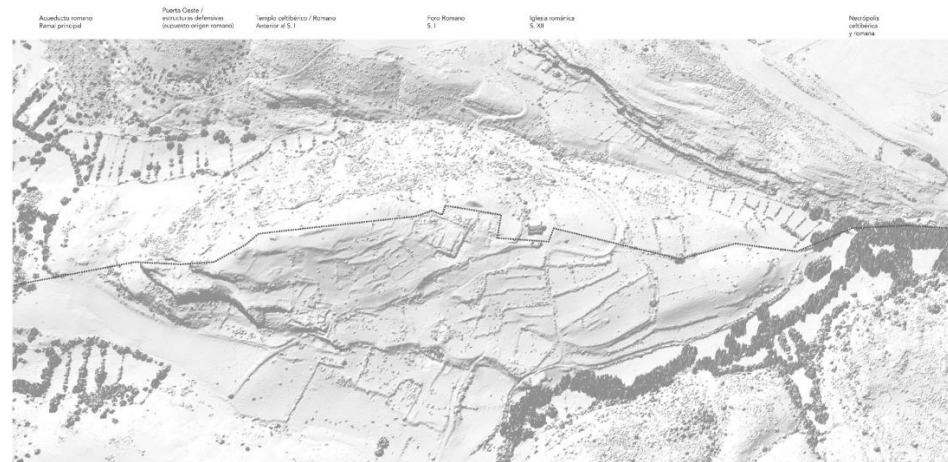 Acueducto romano
Ramal principal
Puerta Oeste /
estructuras defensivas
(supuesto origen romano)
Templo celtibérico / Romano
Anterior al S. I
Foro Romano
S. I
Iglesia románica
S. XII
Necrópolis
celtibérica
y romana